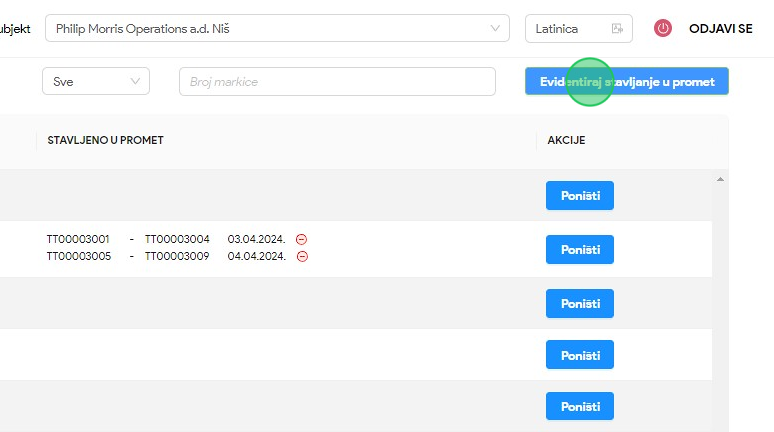 ubjekt Philip Morris Operations a.d. Niš Latinica ODJAVI SE
Sve Broj markice Evidentiraj stavljanje u promet
STAVLJENO U PROMET AKCIJE
Poništi
TT00003001 - TT00003004 03.04.2024.
Poništi
TT00003005 - TT00003009 04.04.2024.
Poništi
Poništi
Poništi